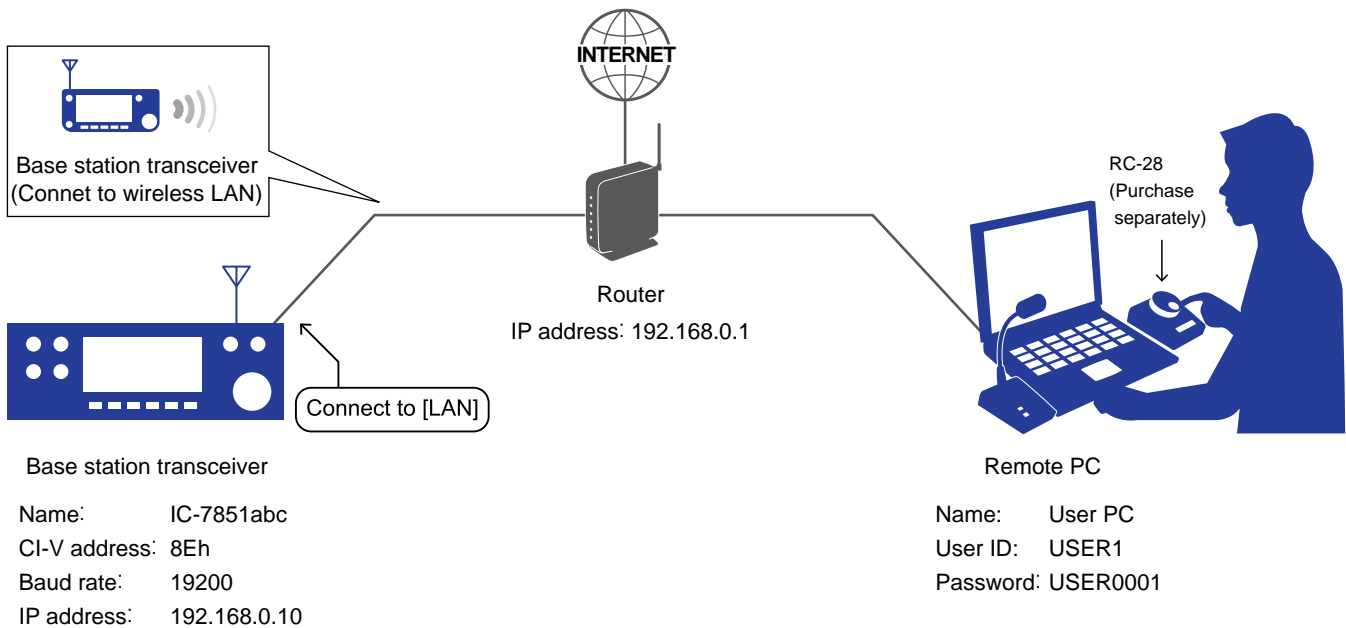 INTERNET
Base station transceiver
(Connet to wireless LAN)
RC-28
(Purchase
separately)
Router
IP address: 192.168.0.1
Connect to [LAN]
Base station transceiver
Name: IC-7851abc
CI-V address: 8Eh
Baud rate: 19200
IP address: 192.168.0.10
Remote PC
Name: User PC
User ID: USER1
Password: USER0001